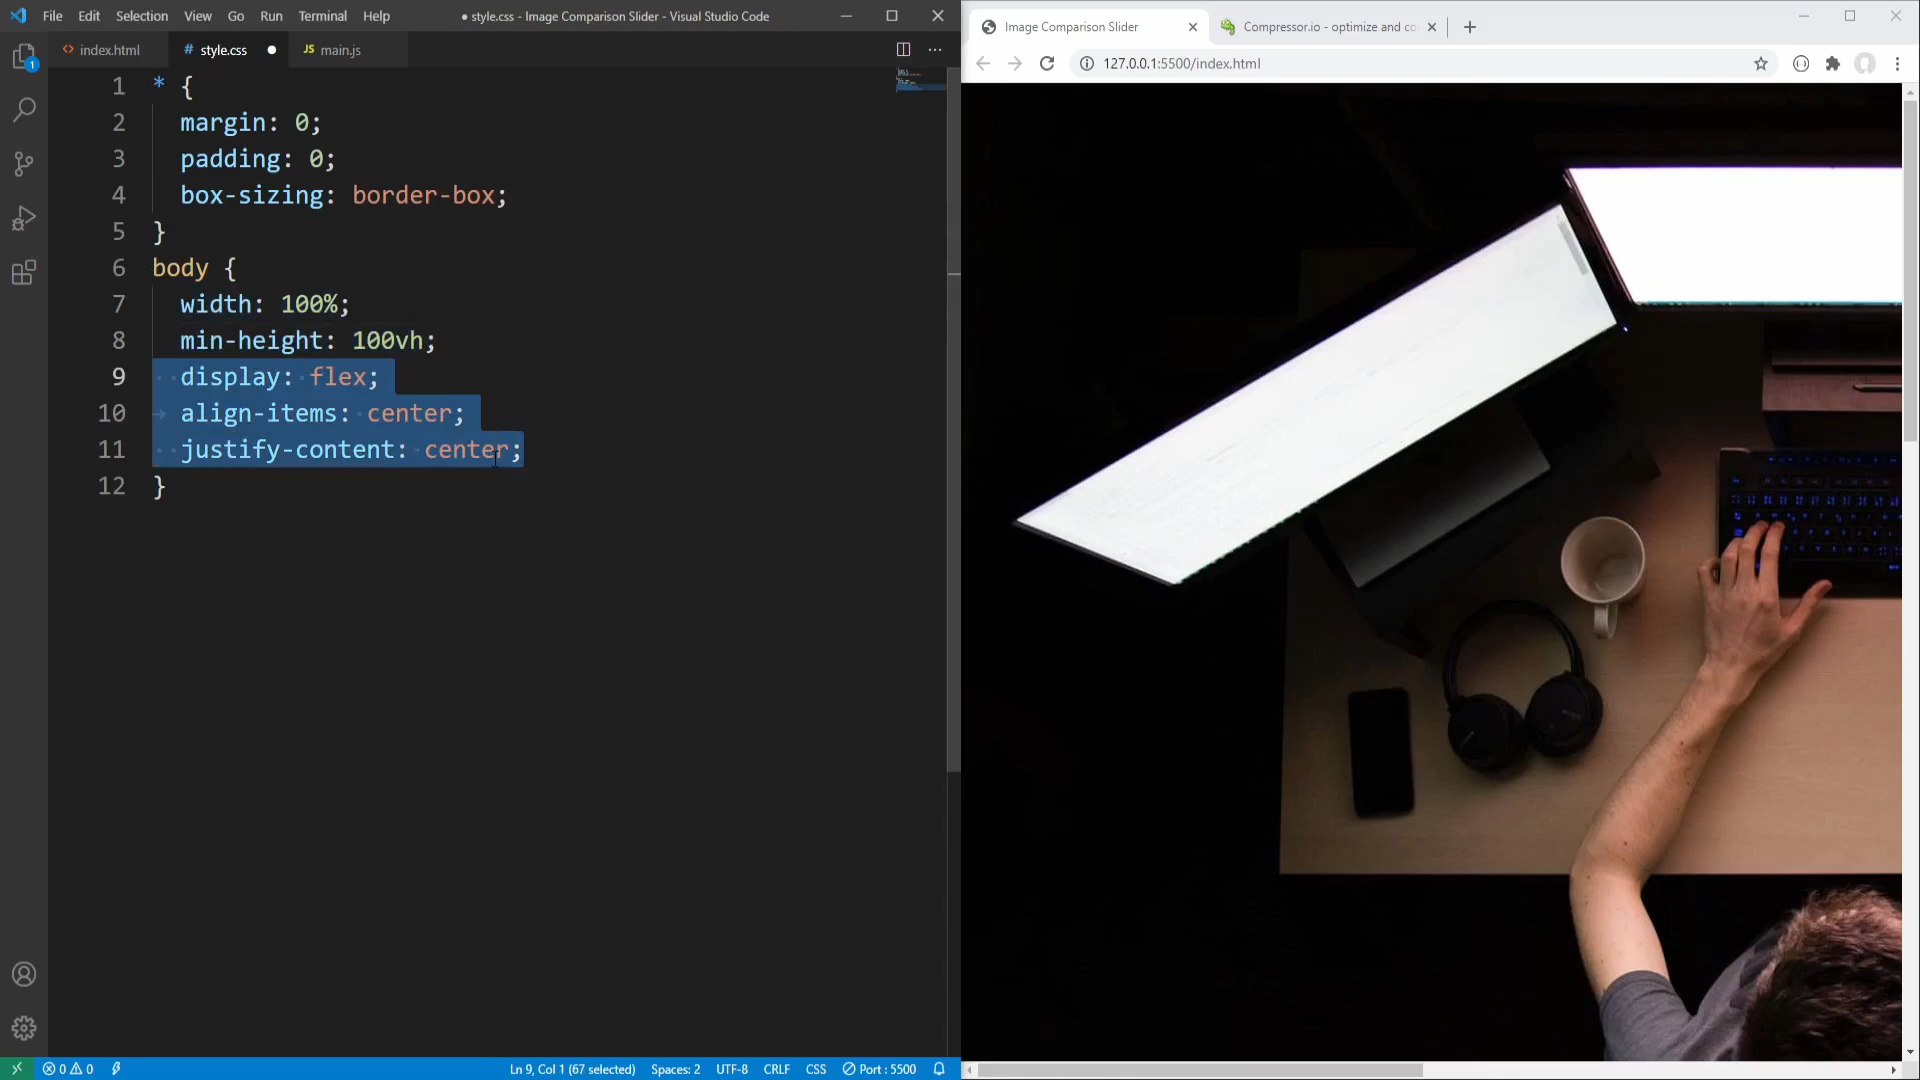 File Edit Selection View Go Run Terminal Help ● style.css - Image Comparison Slider - Visual Studio Code
index.html # style.css ● JS main.js
1 * {
2 margin: 0;
3 padding: 0;
4 box-sizing: border-box;
5 }
6 body {
7 width: 100%;
8 min-height: 100vh;
9 display: flex;
10 align-items: center;
11 justify-content: center;
12 }
1
0 0 Ln 9, Col 1 (67 selected) Spaces: 2 UTF-8 CRLF CSS Port : 5500
Image Comparison Slider Compressor.io - optimize and co
127.0.0.1:5500/index.html